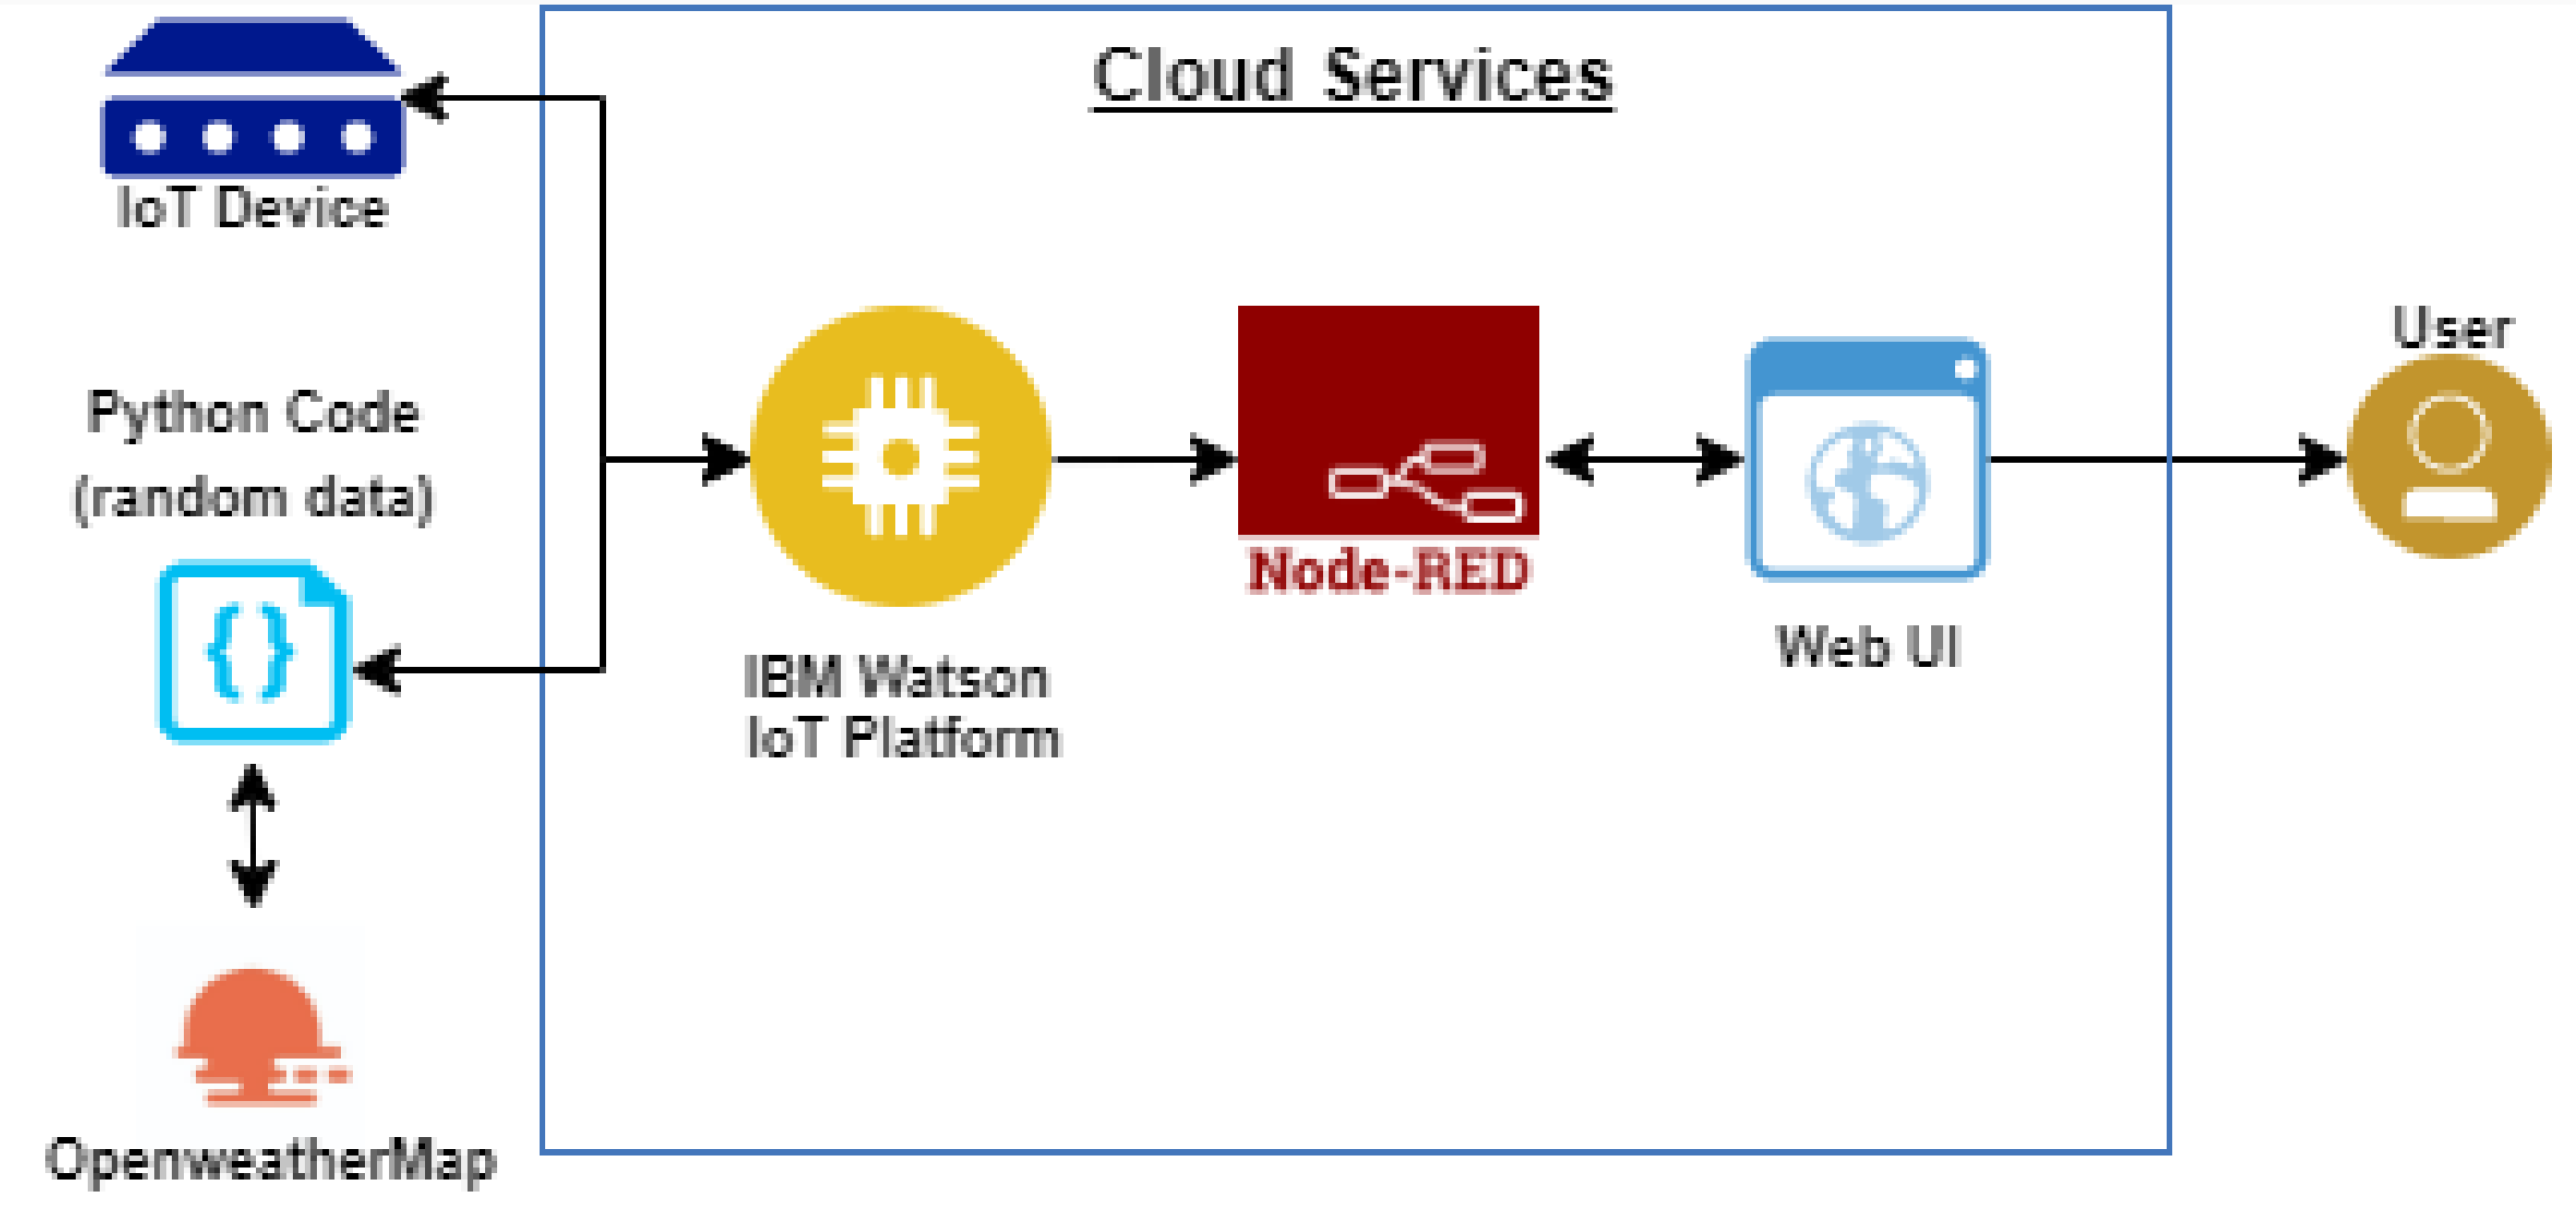 Cloud Services
IoT Device
Python Code
(random data)
User
Node-RED
Web UI
IBM Watson
IoT Platform
OpenweatherMap